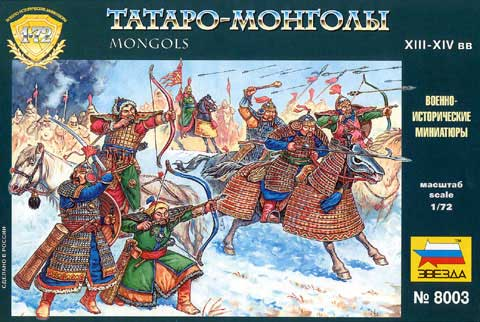 ТАТАРО-МОНГОЛЫ
MONGOLS
XIII-XIV вв
1:72
ВОЕННО-
ИСТОРИЧЕСКИЕ
МИНИАТЮРЫ
масштаб
scale
1/72
ЗВЕЗДА
№ 8003
СДЕЛАНО В РОССИИ